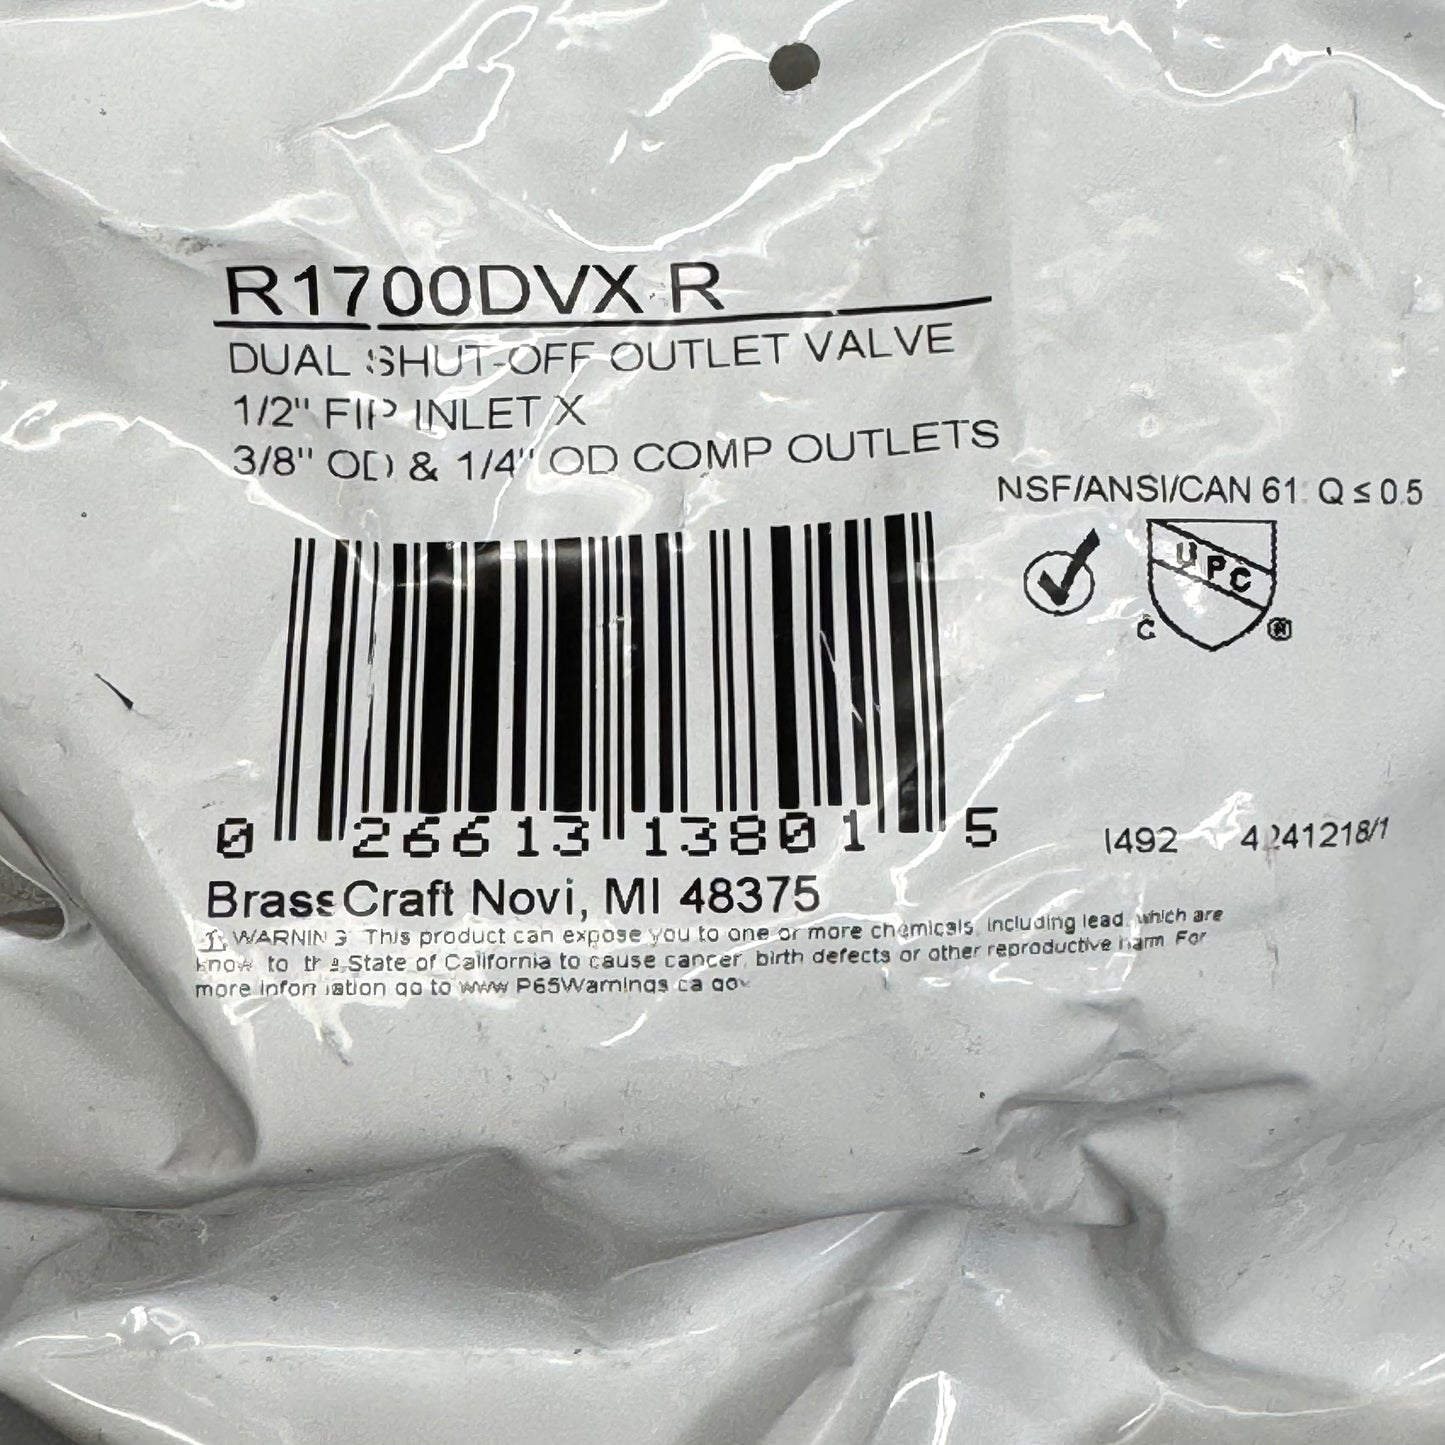 R1700DVX R
DUAL SHUT-OFF OUTLET VALVE
1/2" FIP INLET X
3/8" OD & 1/4" OD COMP OUTLETS
NSF/ANSI/CAN 61: Q ≤ 0.5
UPC
C ®
0 26613 13801 5
I492
BrassCraft Novi, MI 48375
⚠ WARNING This product can expose you to one or more chemicals, including lead, which are
know to the State of California to cause cancer, birth defects or other reproductive harm. For
more information go to www.P65Warnings.ca.gov